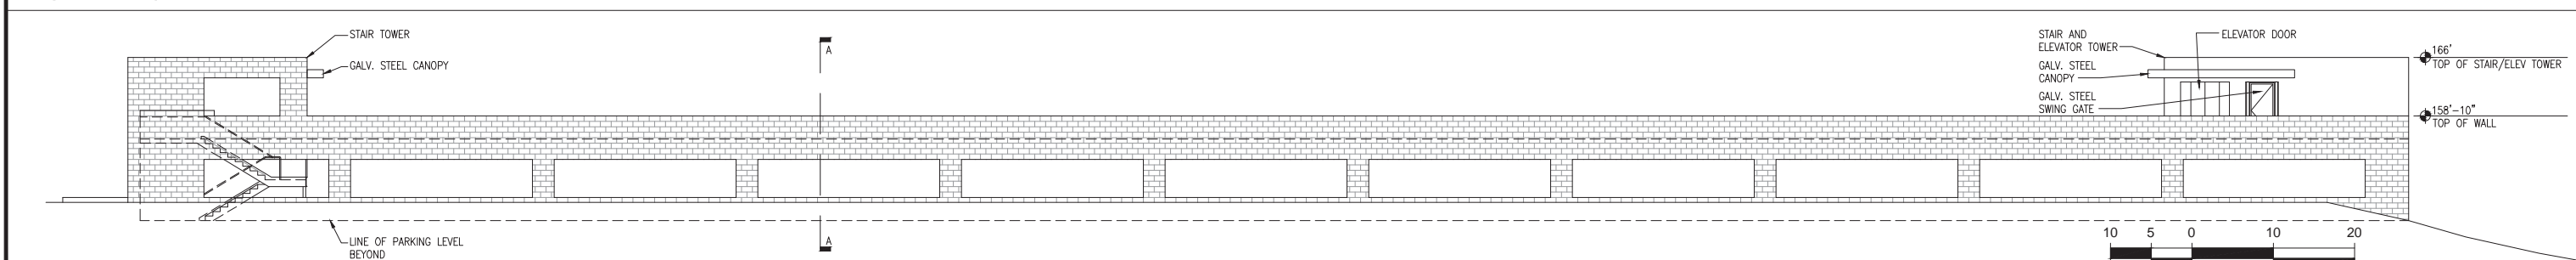 STAIR TOWER
GALV. STEEL CANOPY
A
STAIR AND
ELEVATOR TOWER
ELEVATOR DOOR
GALV. STEEL
CANOPY
GALV. STEEL
SWING GATE
166'
TOP OF STAIR/ELEV TOWER
158'-10"
TOP OF WALL
LINE OF PARKING LEVEL
BEYOND
A
10 5 0 10 20